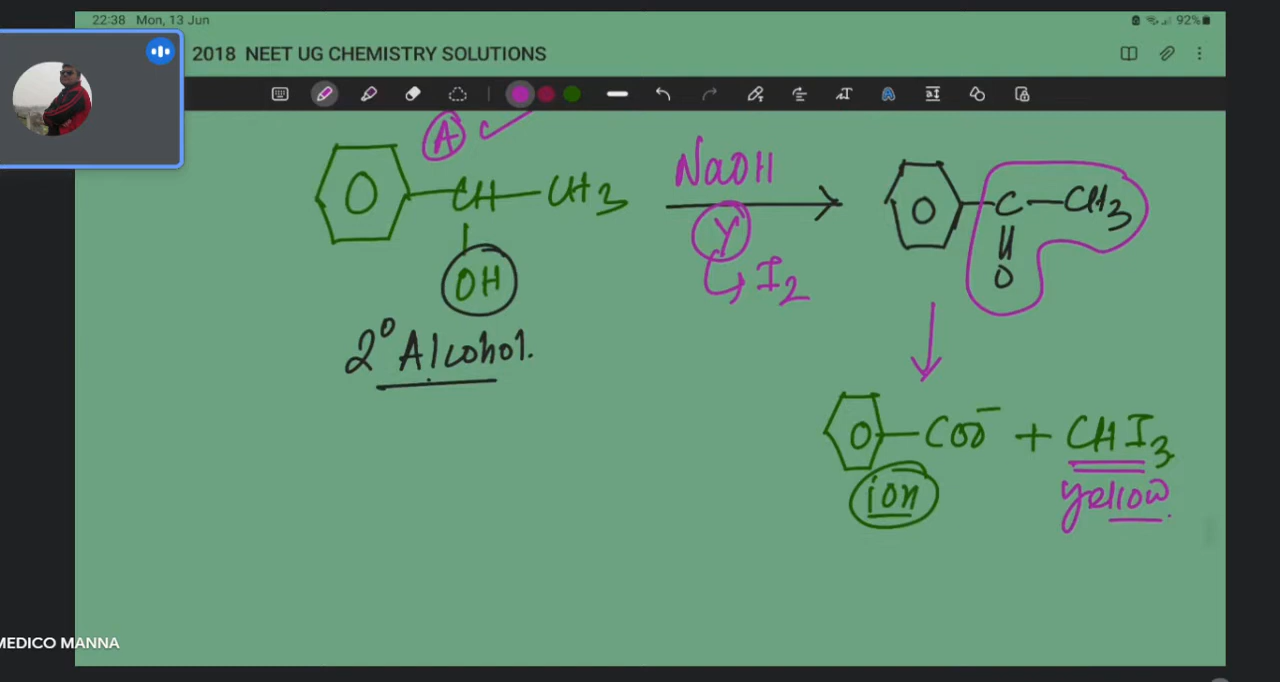 22:38 Mon, 13 Jun
92%
2018 NEET UG CHEMISTRY SOLUTIONS
A
CH—CH3
OH
2° Alcohol.
NaOH
Y
I2
C—CH3
O
COO⁻ + CHI3
ion
yellow.
MEDICO MANNA